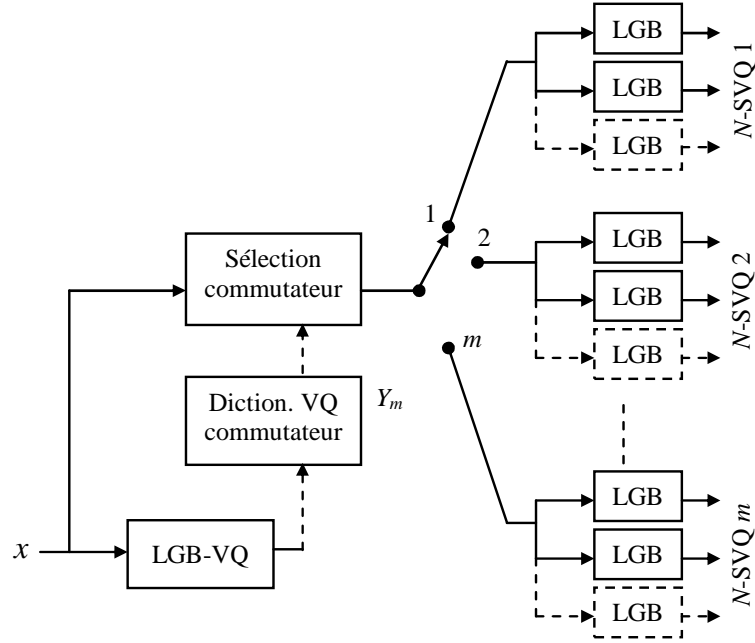 LGB
LGB
LGB
N-SVQ 1
1
2
Sélection
commutateur
LGB
LGB
LGB
N-SVQ 2
m
Diction. VQ
commutateur
Yₘ
LGB
LGB
LGB
N-SVQ m
x
LGB-VQ